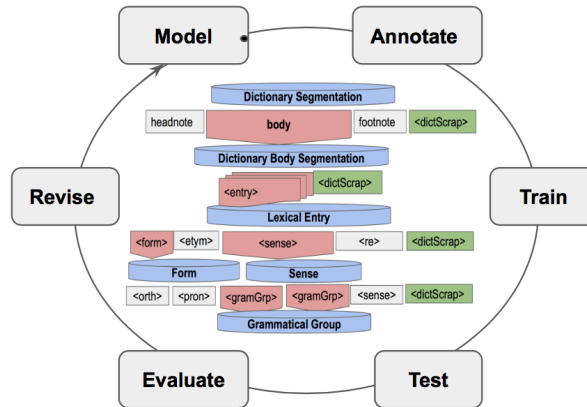 Model
Annotate
Dictionary Segmentation
headnote body footnote <dictScrap>
Dictionary Body Segmentation
<entry> <dictScrap>
Revise
Train
Lexical Entry
<form> <etym> <sense> <re> <dictScrap>
Form Sense
<orth> <pron> <gramGrp> <gramGrp> <sense> <dictScrap>
Grammatical Group
Evaluate
Test